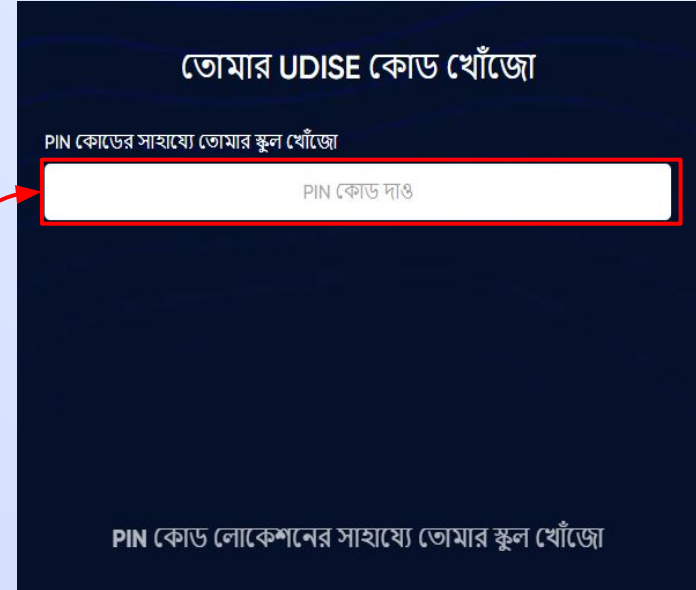 তোমার UDISE কোড খোঁজো
PIN কোডের সাহায্যে তোমার স্কুল খোঁজো
PIN কোড দাও
PIN কোড লোকেশনের সাহায্যে তোমার স্কুল খোঁজো